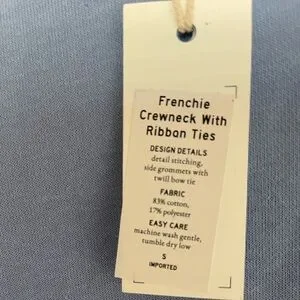 Frenchie
Crewneck With
Ribbon Ties
DESIGN DETAILS
detail stitching,
side grommets with
twill bow tie
FABRIC
83% cotton,
17% polyester
EASY CARE
machine wash gentle,
tumble dry low
S
IMPORTED